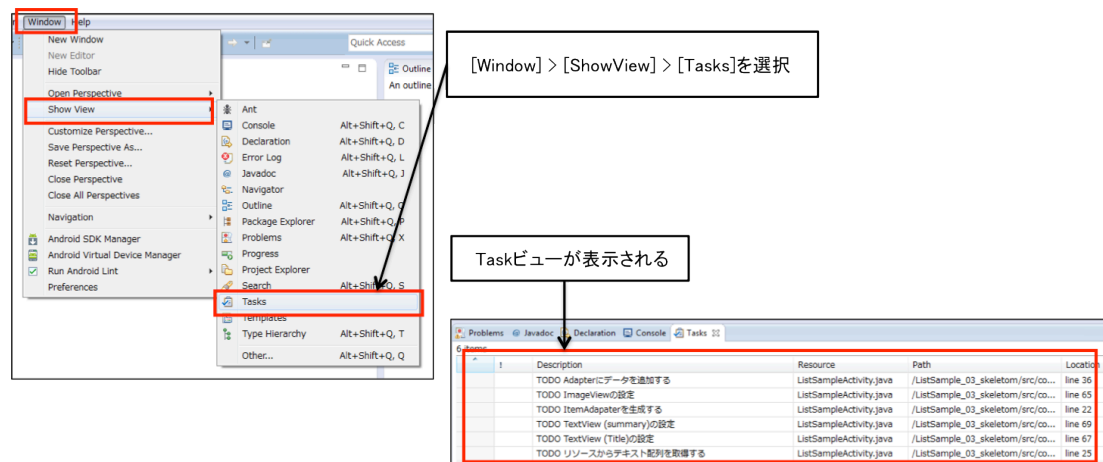 Window Help
New Window
New Editor
Hide Toolbar
Open Perspective
Show View
Customize Perspective...
Save Perspective As...
Reset Perspective...
Close Perspective
Close All Perspectives
Navigation
Android SDK Manager
Android Virtual Device Manager
Run Android Lint
Preferences
Quick Access
Outline
An outline
Ant
Console Alt+Shift+Q, C
Declaration Alt+Shift+Q, D
Error Log Alt+Shift+Q, L
Javadoc Alt+Shift+Q, J
Navigator
Outline Alt+Shift+Q, O
Package Explorer Alt+Shift+Q, P
Problems Alt+Shift+Q, X
Progress
Project Explorer
Search Alt+Shift+Q, S
Tasks
Templates
Type Hierarchy Alt+Shift+Q, T
Other... Alt+Shift+Q, Q
[Window] > [ShowView] > [Tasks]を選択
Taskビューが表示される
Problems Javadoc Declaration Console Tasks
6 items
! Description Resource Path Location
TODO Adapterにデータを追加する ListSampleActivity.java /ListSample_03_skeletom/src/co... line 36
TODO ImageViewの設定 ListSampleActivity.java /ListSample_03_skeletom/src/co... line 65
TODO ItemAdapaterを生成する ListSampleActivity.java /ListSample_03_skeletom/src/co... line 22
TODO TextView (summary)の設定 ListSampleActivity.java /ListSample_03_skeletom/src/co... line 69
TODO TextView (Title)の設定 ListSampleActivity.java /ListSample_03_skeletom/src/co... line 67
TODO リソースからテキスト配列を取得する ListSampleActivity.java /ListSample_03_skeletom/src/co... line 25